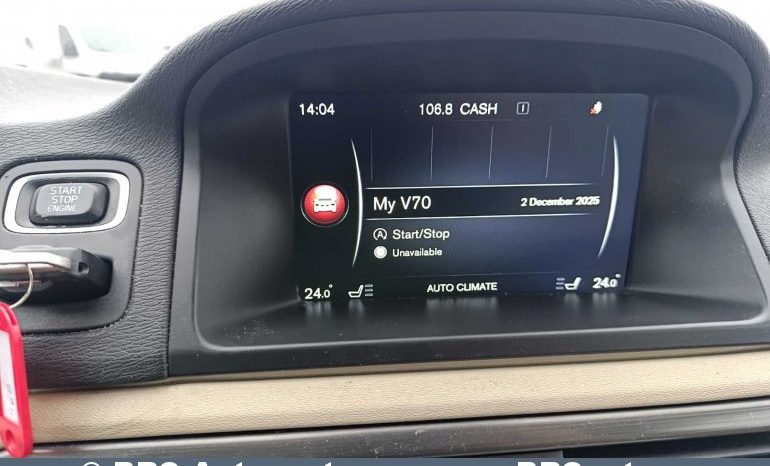 14:04 106.8 CASH i
START
STOP
ENGINE
My V70 2 December 2025
A Start/Stop
Unavailable
24.0° AUTO CLIMATE 24.0°